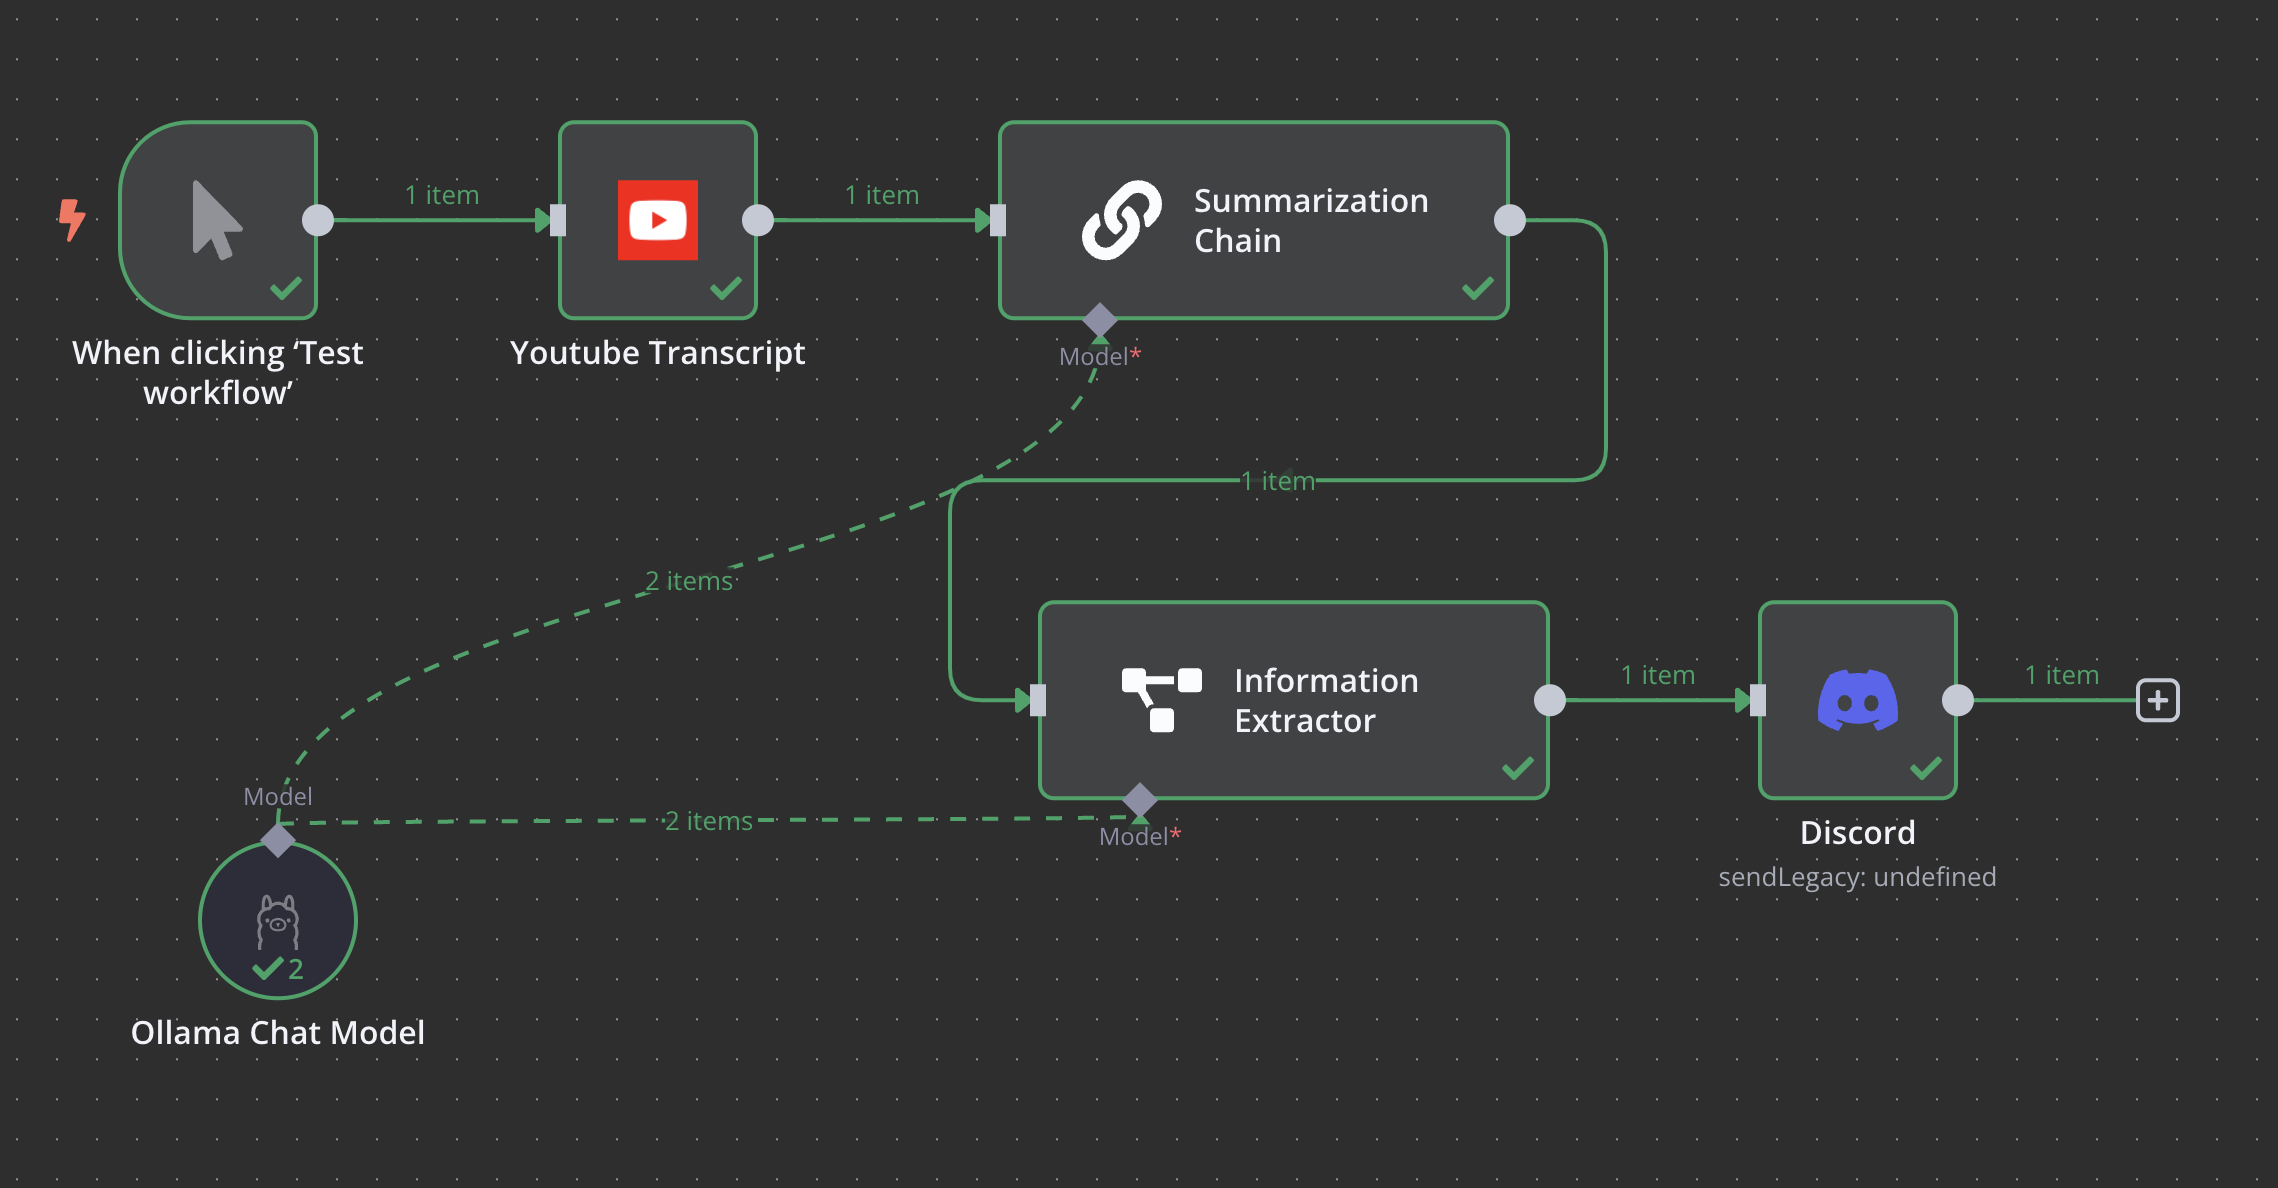 1 item
1 item
Summarization
Chain
When clicking ‘Test
workflow’
Youtube Transcript
Model*
1 item
2 items
Information
Extractor
1 item
1 item
Model
2 items
Model*
Discord
sendLegacy: undefined
2
Ollama Chat Model